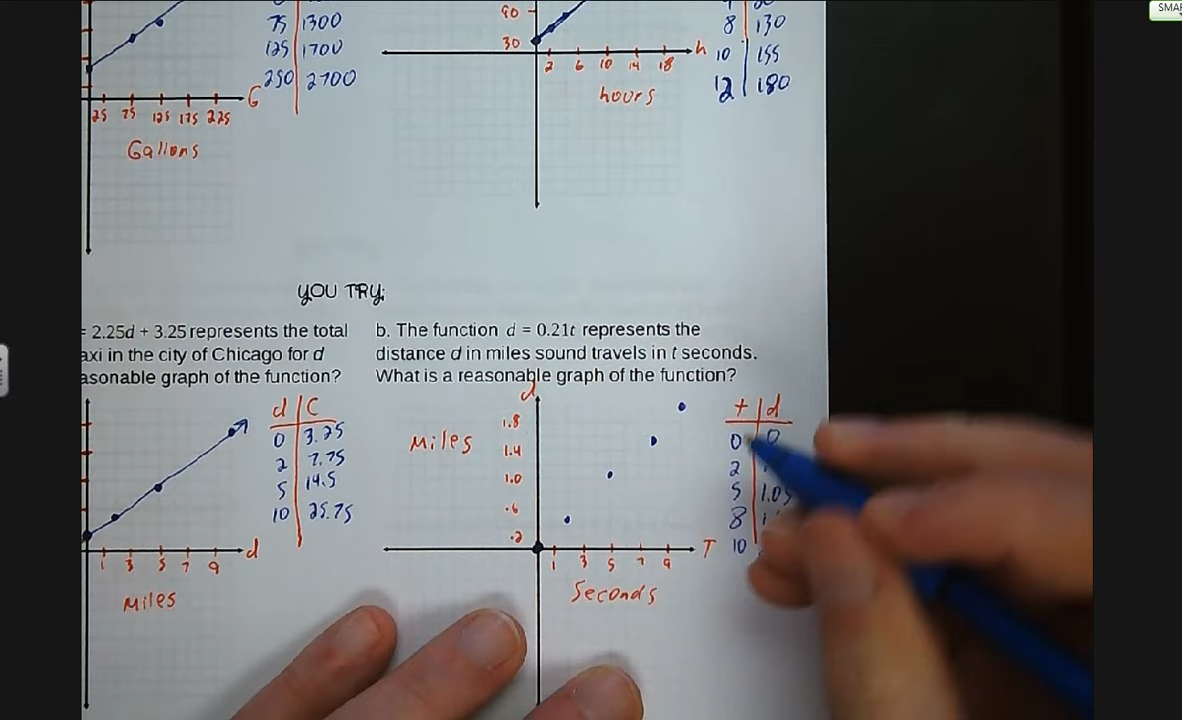 75 1300
125 1700
250 2700
G
25 75 125 175 225
Gallons
90
30
h
2 6 10 14 18
hours
8 130
10 155
12 180
YOU TRY:
= 2.25d + 3.25 represents the total
axi in the city of Chicago for d
asonable graph of the function?
d C
0 3.25
2 7.75
5 14.5
10 25.75
d
1 3 5 7 9
Miles
b. The function d = 0.21t represents the
distance d in miles sound travels in t seconds.
What is a reasonable graph of the function?
d
Miles
1.8
1.4
1.0
.6
.2
T
1 3 5 7 9
Seconds
t d
0 0
2
5 1.05
8 1.
10
SMAR